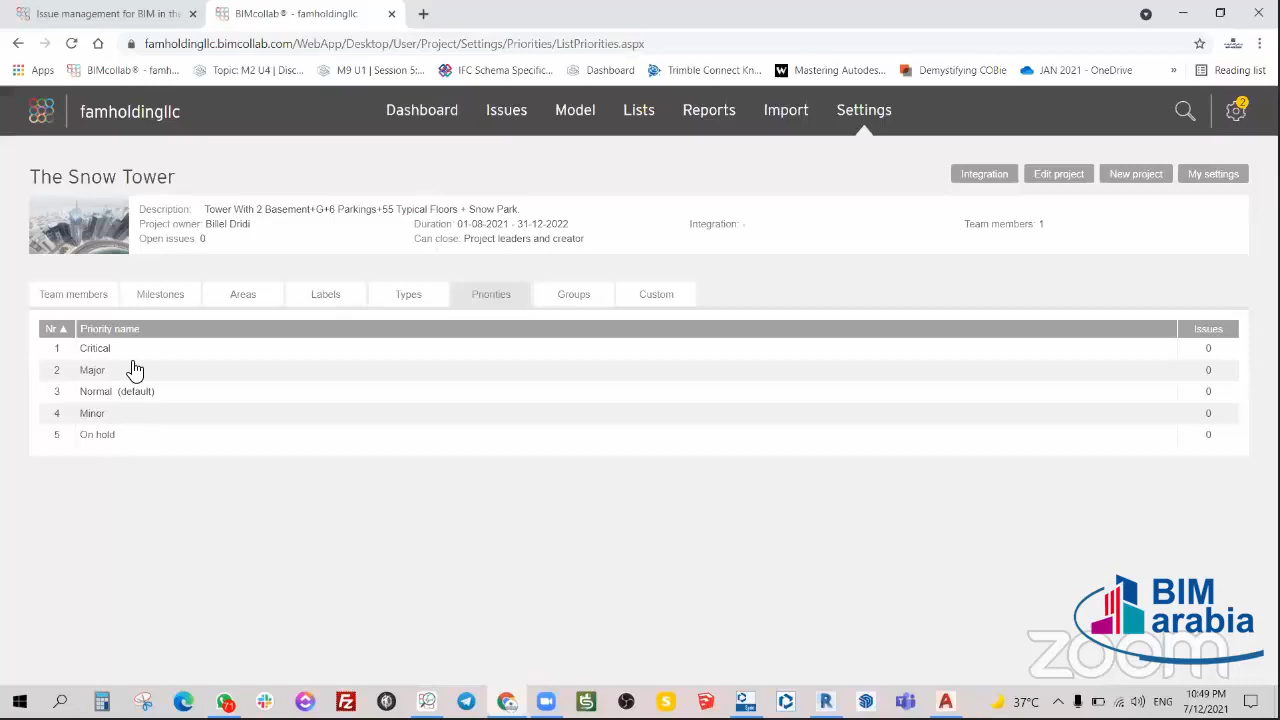 Issue management for BIM in the
BIMcollab® - famholdingllc
famholdingllc.bimcollab.com/WebApp/Desktop/User/Project/Settings/Priorities/ListPriorities.aspx
Apps
BIMcollab® - famh...
Topic: M2 U4 | Disc...
M9 U1 | Session 5:...
IFC Schema Specific...
Dashboard
Trimble Connect Kn...
Mastering Autodes...
Demystifying COBie
JAN 2021 - OneDrive
»
Reading list
famholdingllc
Dashboard
Issues
Model
Lists
Reports
Import
Settings
2
The Snow Tower
Integration
Edit project
New project
My settings
Description: Tower With 2 Basement+G+6 Parkings+55 Typical Floors + Snow Park.
Project owner: Billel Dridi
Duration: 01-08-2021 - 31-12-2022
Integration: -
Team members: 1
Open issues 0
Can close: Project leaders and creator
Team members
Milestones
Areas
Labels
Types
Priorities
Groups
Custom
Nr ▲ Priority name Issues
1 Critical 0
2 Major 0
3 Normal (default) 0
4 Minor 0
5 On hold 0
BIM
arabia
zoom
37°C
ENG
10:49 PM
7/12/2021